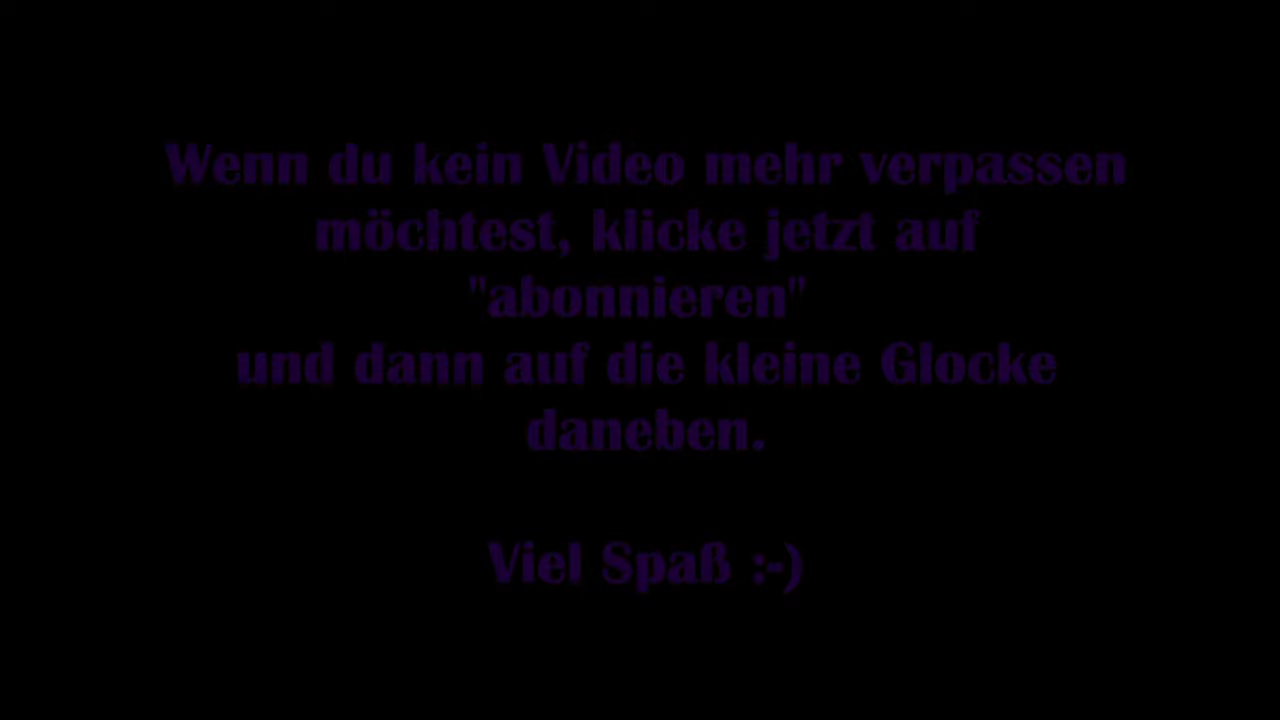 Wenn du kein Video mehr verpassen
möchtest, klicke jetzt auf
"abonnieren"
und dann auf die kleine Glocke
daneben.
Viel Spaß :-)